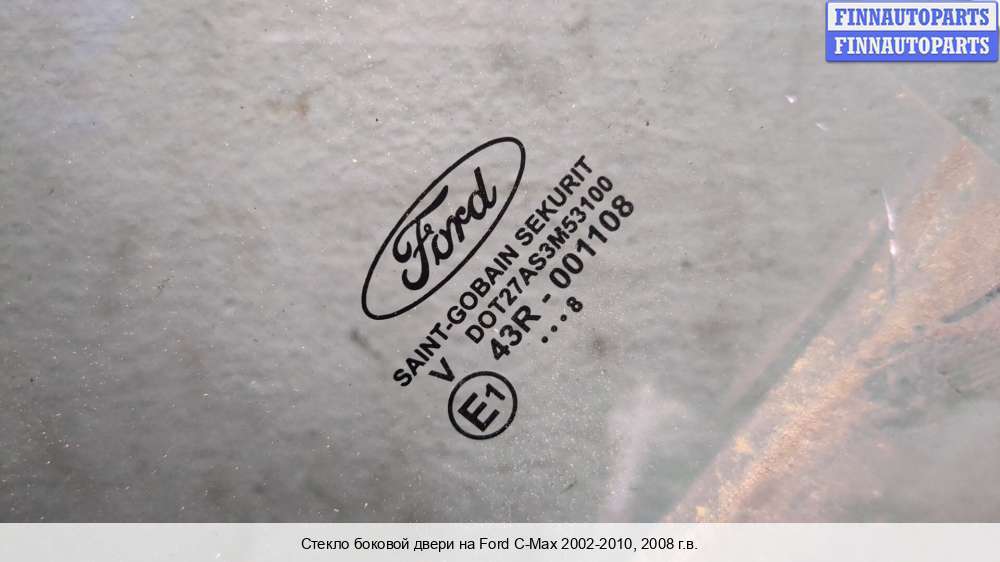 FINNAUTOPARTS
FINNAUTOPARTS
Ford
SAINT-GOBAIN SEKURIT
V DOT27AS3M53100
43R - 001108
...8
E1
Стекло боковой двери на Ford C-Max 2002-2010, 2008 г.в.